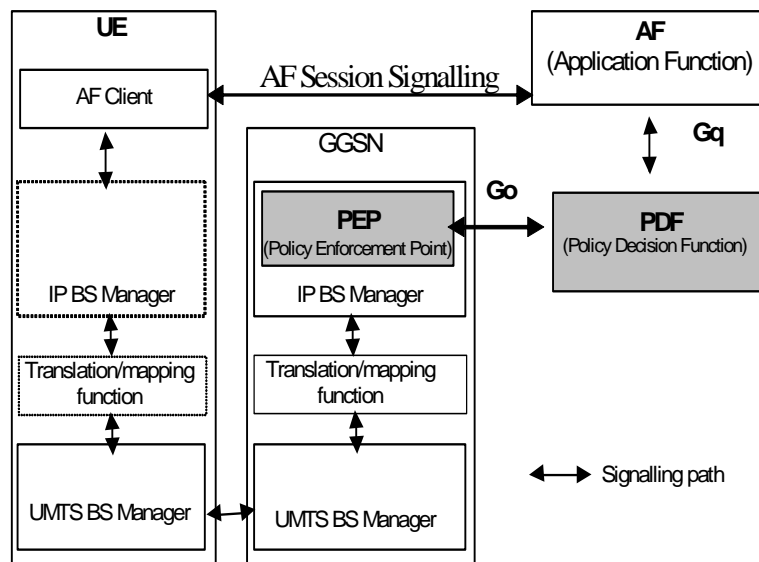 UE
AF Client
IP BS Manager
Translation/mapping
function
UMTS BS Manager
AF Session Signalling
GGSN
PEP
(Policy Enforcement Point)
IP BS Manager
Translation/mapping
function
UMTS BS Manager
AF
(Application Function)
Gq
Go
PDF
(Policy Decision Function)
Signalling path